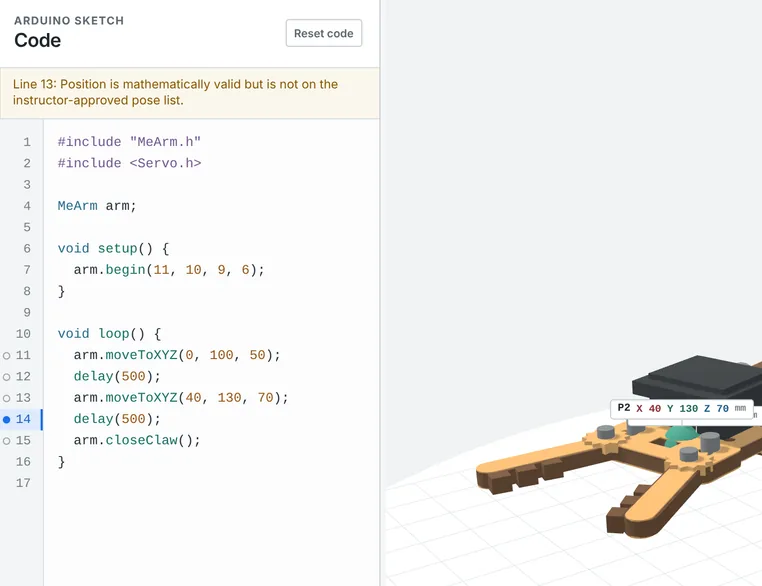 ARDUINO SKETCH
Code
Reset code
Line 13: Position is mathematically valid but is not on the
instructor-approved pose list.
1 #include "MeArm.h"
2 #include <Servo.h>
3
4 MeArm arm;
5
6 void setup() {
7 arm.begin(11, 10, 9, 6);
8 }
9
10 void loop() {
11 arm.moveToXYZ(0, 100, 50);
12 delay(500);
13 arm.moveToXYZ(40, 130, 70);
14 delay(500);
15 arm.closeClaw();
16 }
17
P2 X 40 Y 130 Z 70 mm